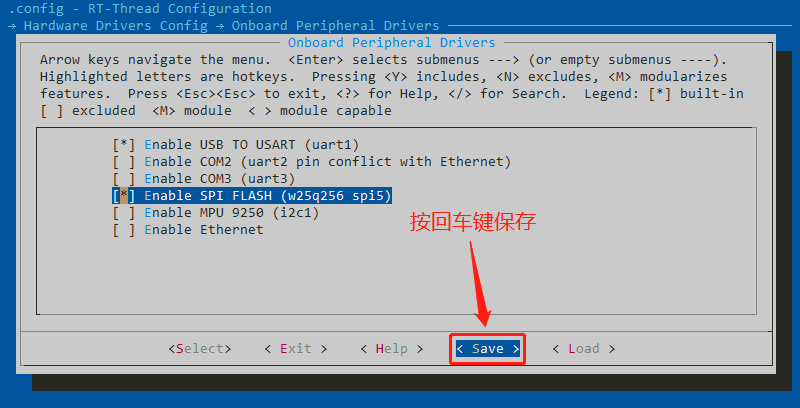 .config - RT-Thread Configuration
→ Hardware Drivers Config → Onboard Peripheral Drivers
Onboard Peripheral Drivers
Arrow keys navigate the menu.  <Enter> selects submenus ---> (or empty submenus ----).
Highlighted letters are hotkeys.  Pressing <Y> includes, <N> excludes, <M> modularizes
features.  Press <Esc><Esc> to exit, <?> for Help, </> for Search.  Legend: [*] built-in
[ ] excluded  <M> module  < > module capable
[*] Enable USB TO USART (uart1)
[ ] Enable COM2 (uart2 pin conflict with Ethernet)
[ ] Enable COM3 (uart3)
[*] Enable SPI FLASH (w25q256 spi5)
[ ] Enable MPU 9250 (i2c1)
[ ] Enable Ethernet
按回车键保存
<Select>    < Exit >    < Help >    < Save >    < Load >